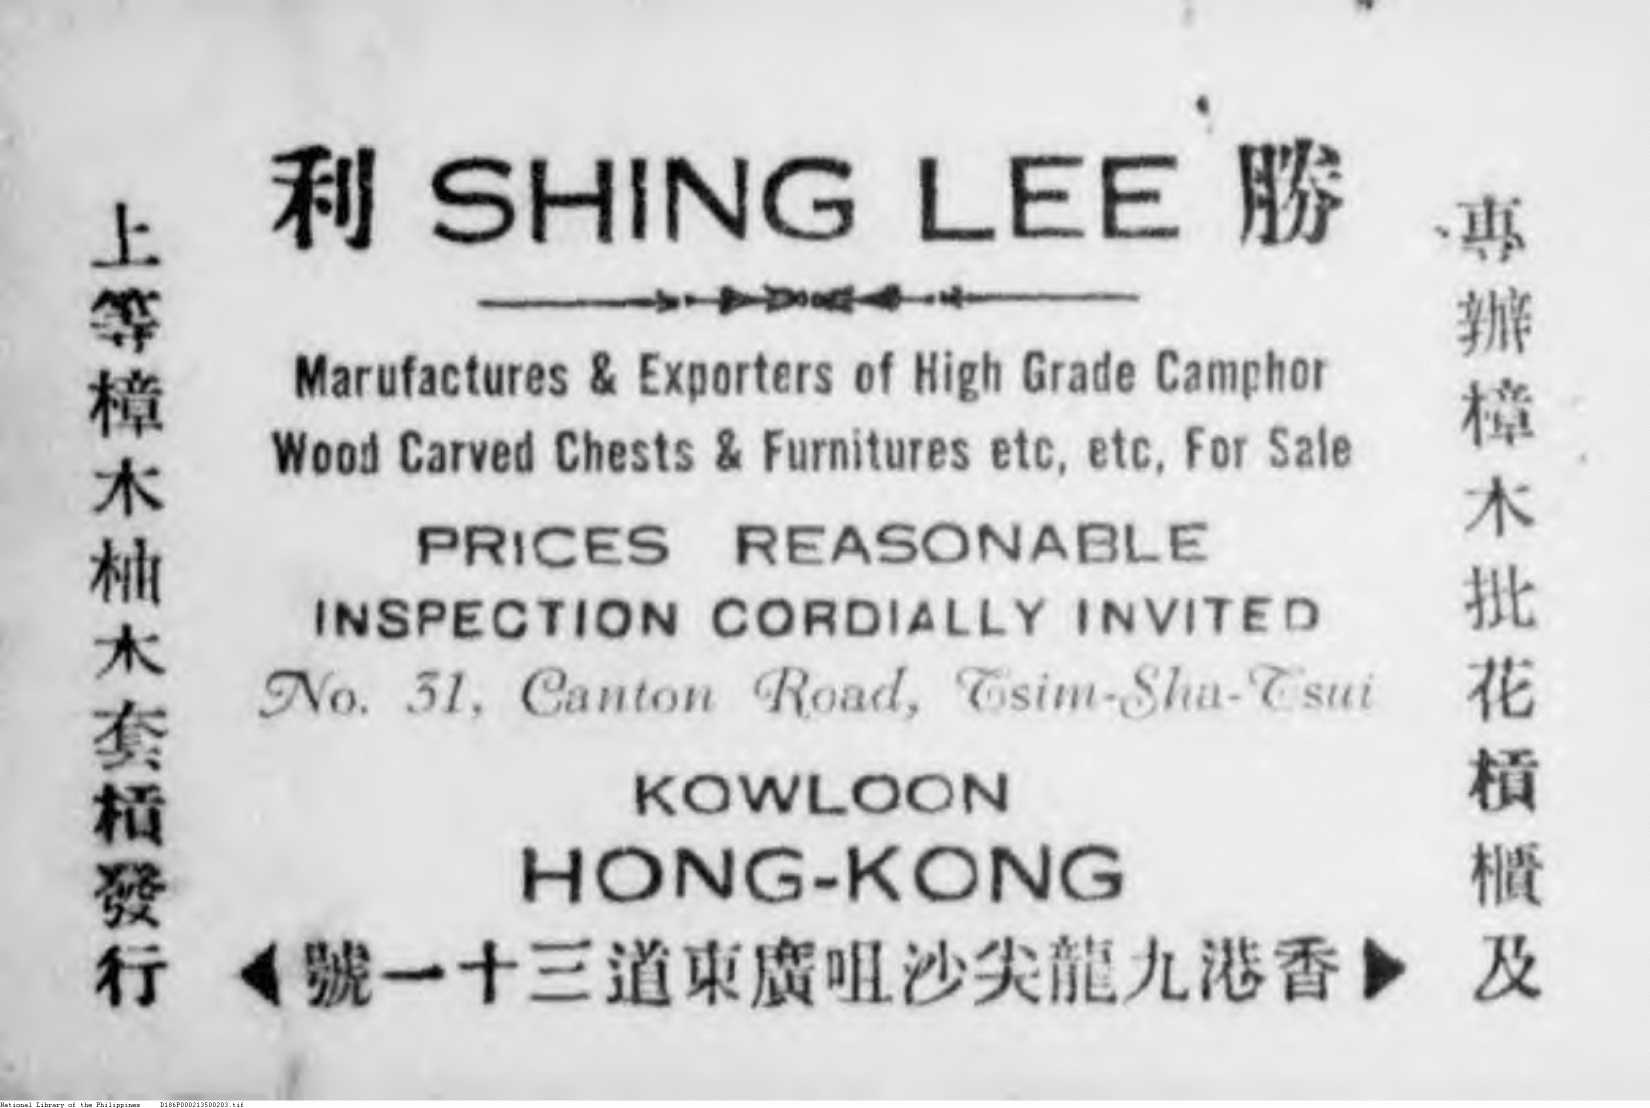 利 SHING LEE 勝
專辦樟木批花槓櫃及
上等樟木柚木套槓發行
Marufactures & Exporters of High Grade Camphor
Wood Carved Chests & Furnitures etc, etc, For Sale
PRICES REASONABLE
INSPECTION CORDIALLY INVITED
No. 31, Canton Road, Tsim-Sha-Tsui
KOWLOON
HONG-KONG
號一十三道東廣咀沙尖龍九港香
National Library of the Philippines D186P000213500203.tif